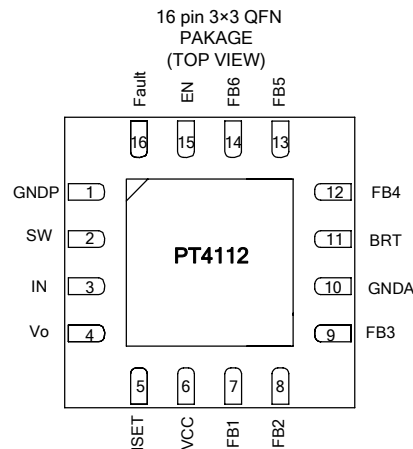 16 pin 3×3 QFN
PAKAGE
(TOP VIEW)
Fault
EN
FB6
FB5
16
15
14
13
GNDP 1
12 FB4
SW 2
PT4112
11 BRT
IN 3
10 GNDA
Vo 4
9 FB3
5
6
7
8
ISET
VCC
FB1
FB2